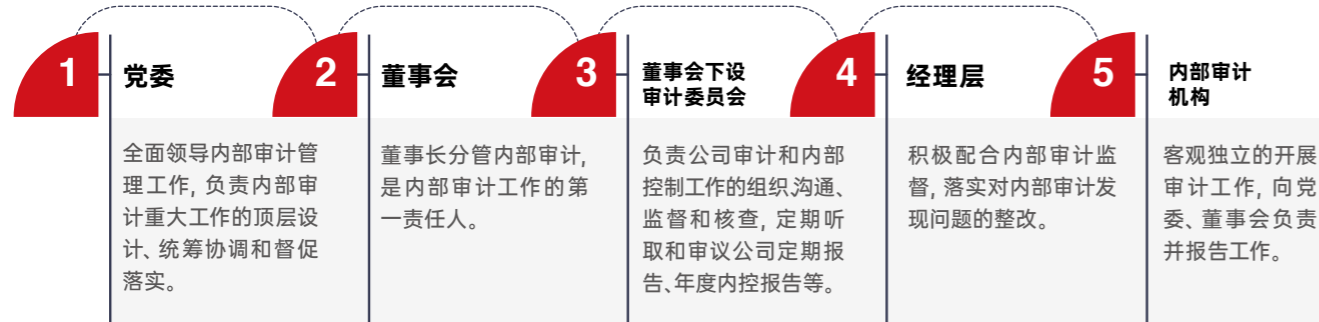 1
党委
全面领导内部审计管
理工作, 负责内部审
计重大工作的顶层设
计、统筹协调和督促
落实。
2
董事会
董事长分管内部审计,
是内部审计工作的第
一责任人。
3
董事会下设
审计委员会
负责公司审计和内部
控制工作的组织、沟通、
监督和核查, 定期听
取和审议公司定期报
告、年度内控报告等。
4
经理层
积极配合内部审计监
督, 落实对内部审计发
现问题的整改。
5
内部审计
机构
客观独立的开展
审计工作, 向党
委、董事会负责
并报告工作。